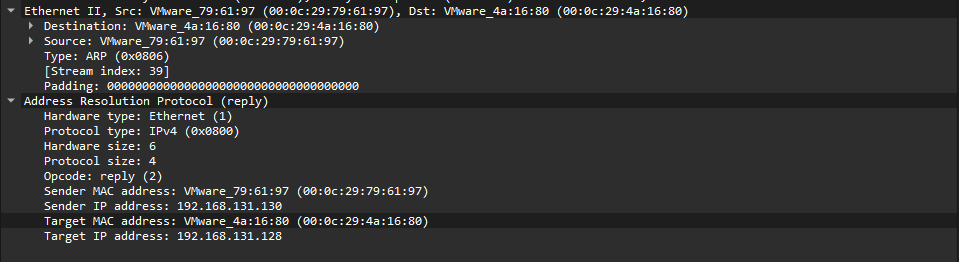 Ethernet II, Src: VMware_79:61:97 (00:0c:29:79:61:97), Dst: VMware_4a:16:80 (00:0c:29:4a:16:80)
Destination: VMware_4a:16:80 (00:0c:29:4a:16:80)
Source: VMware_79:61:97 (00:0c:29:79:61:97)
Type: ARP (0x0806)
[Stream index: 39]
Padding: 000000000000000000000000000000000000
Address Resolution Protocol (reply)
Hardware type: Ethernet (1)
Protocol type: IPv4 (0x0800)
Hardware size: 6
Protocol size: 4
Opcode: reply (2)
Sender MAC address: VMware_79:61:97 (00:0c:29:79:61:97)
Sender IP address: 192.168.131.130
Target MAC address: VMware_4a:16:80 (00:0c:29:4a:16:80)
Target IP address: 192.168.131.128